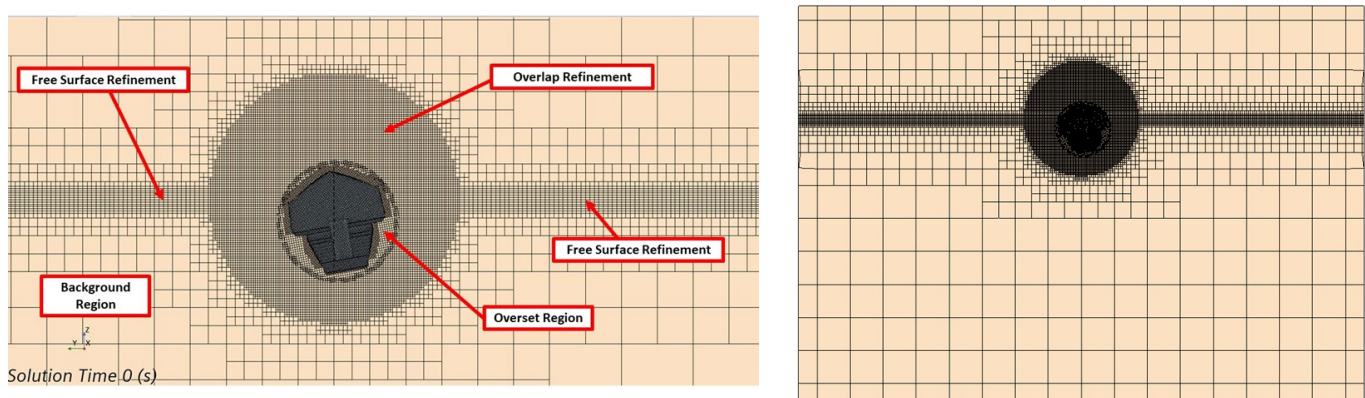 Free Surface Refinement
Overlap Refinement
Free Surface Refinement
Background
Region
Overset Region
Z
Y X
Solution Time 0 (s)